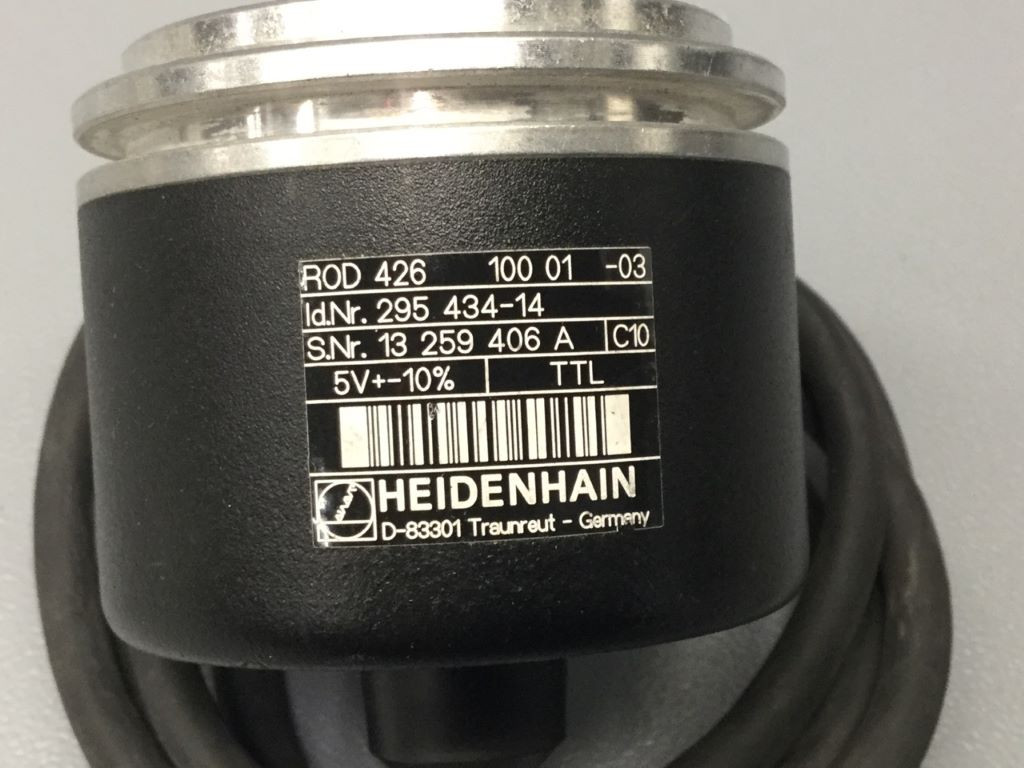 ROD 426 100 01 -03
Id.Nr. 295 434-14
S.Nr. 13 259 406 A C10
5V+-10% TTL
HEIDENHAIN
D-83301 Traunreut - Germany